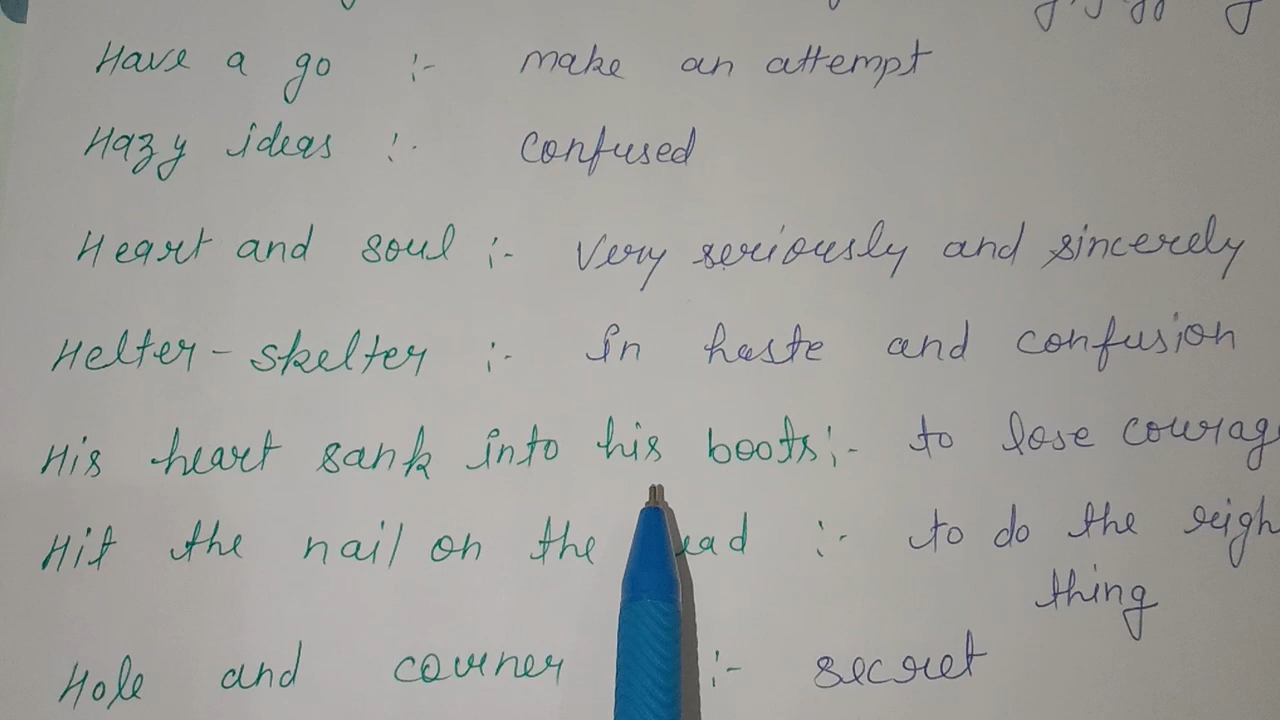 Have a go :- make an attempt
Hazy ideas :- Confused
Heart and soul :- Very seriously and sincerely
Helter-skelter :- In haste and confusion
His heart sank into his boots:- to lose courag
Hit the nail on the ead :- to do the righ
thing
Hole and corner :- secret